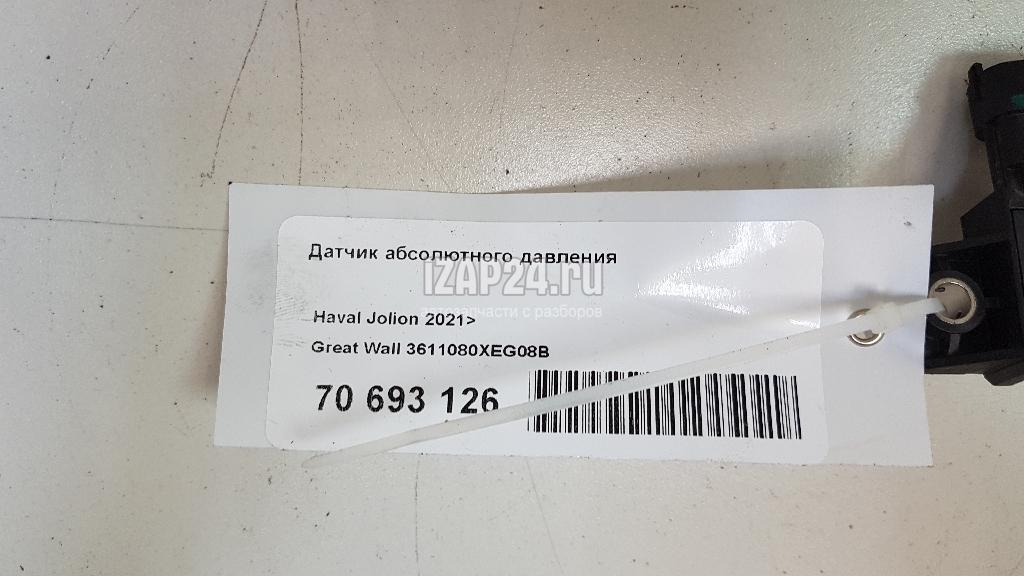 Датчик абсолютного давления
IZAP24.ru
запчасти с разборов
Haval Jolion 2021>
Great Wall 3611080XEG08B
70 693 126